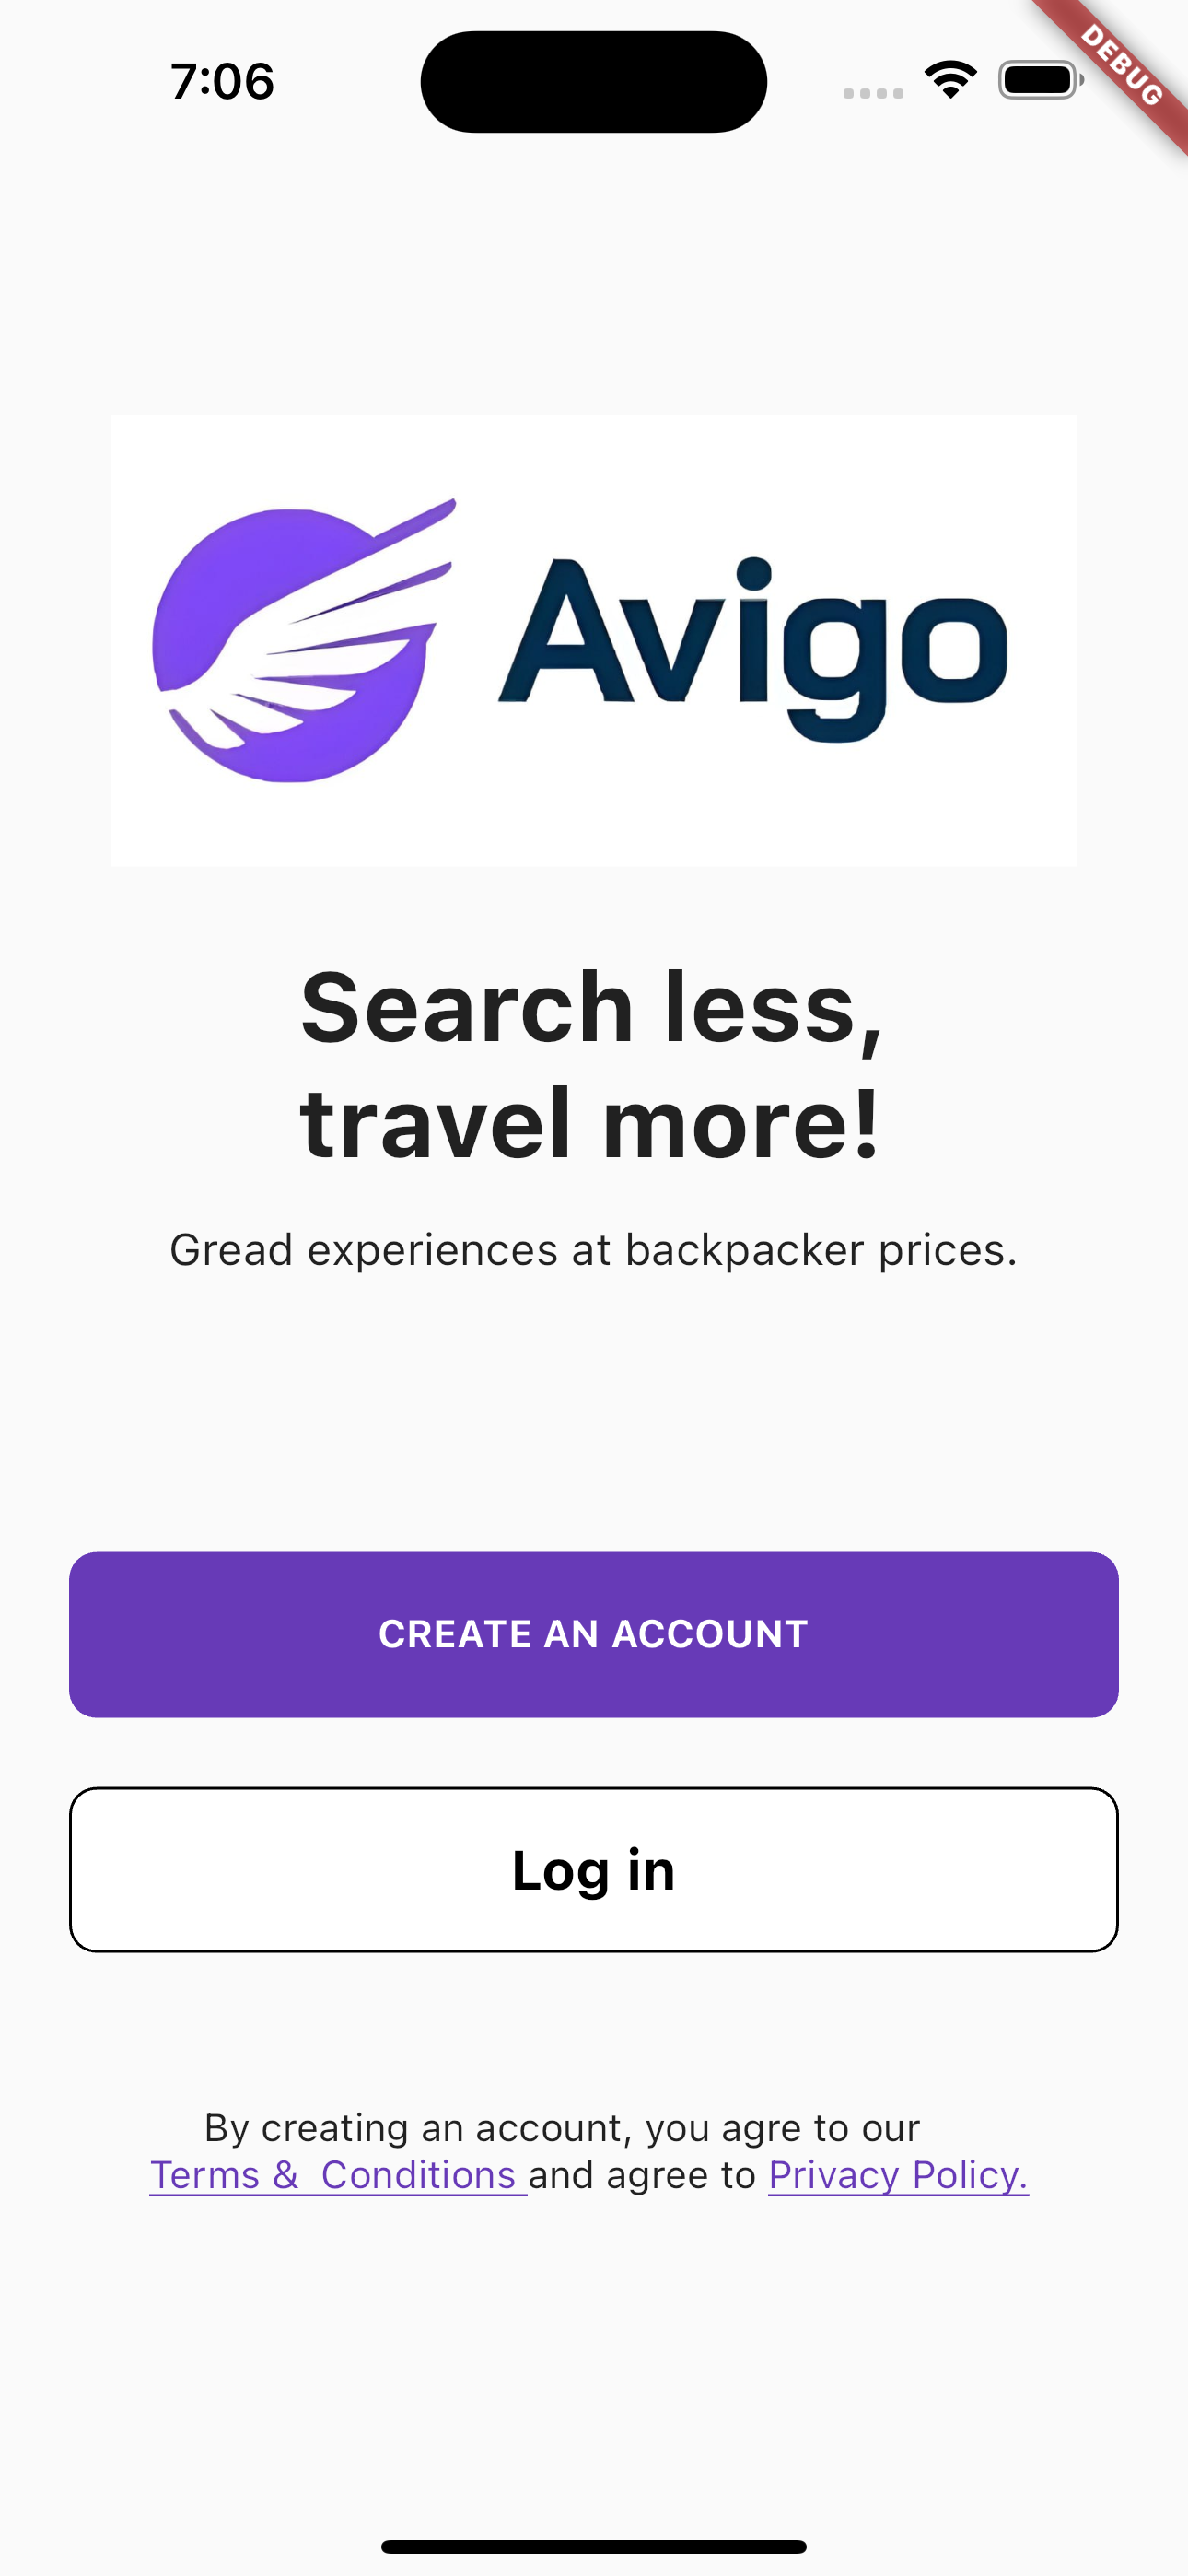 7:06
DEBUG
Avigo
Search less,
travel more!
Gread experiences at backpacker prices.
CREATE AN ACCOUNT
Log in
By creating an account, you agre to our
Terms &  Conditions and agree to Privacy Policy.